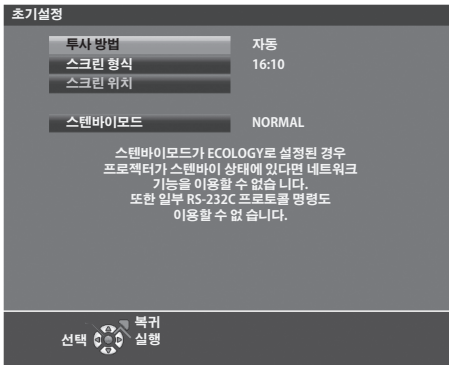 초기설정
투사 방법 자동
스크린 형식 16:10
스크린 위치
스텐바이모드 NORMAL
스텐바이모드가 ECOLOGY로 설정된 경우
프로젝터가 스텐바이 상태에 있다면 네트워크
기능을 이용할 수 없습 니다.
또한 일부 RS-232C 프로토콜 명령도
이용할 수 없 습니다.
복귀
선택 실행